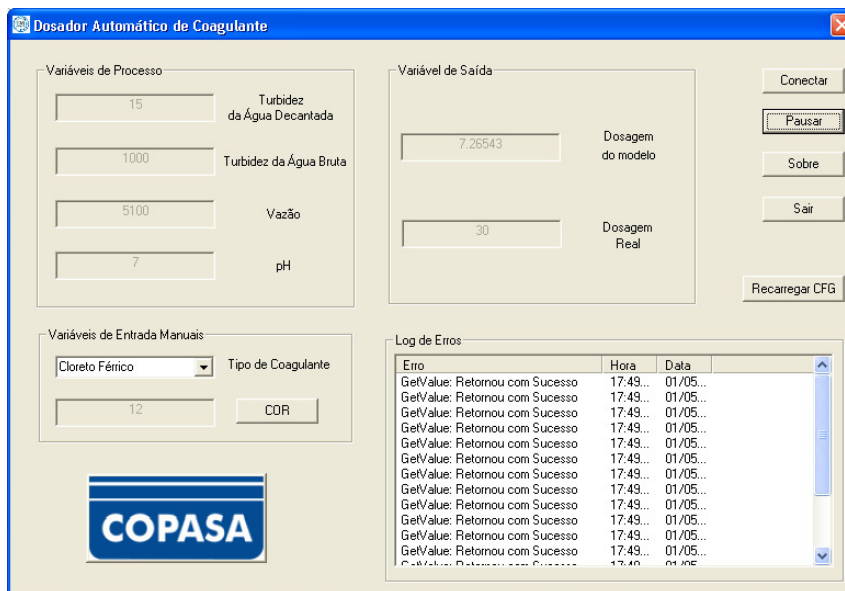 Dosador Automático de Coagulante
Variáveis de Processo
15
Turbidez
da Água Decantada
1000
Turbidez da Água Bruta
5100
Vazão
7
pH
Variável de Saída
7.26543
Dosagem
do modelo
30
Dosagem
Real
Conectar
Pausar
Sobre
Sair
Recarregar CFG
Variáveis de Entrada Manuais
Cloreto Férrico
Tipo de Coagulante
12
COR
COPASA
Log de Erros
Erro Hora Data
GetValue: Retornou com Sucesso 17:49... 01/05...
GetValue: Retornou com Sucesso 17:49... 01/05...
GetValue: Retornou com Sucesso 17:49... 01/05...
GetValue: Retornou com Sucesso 17:49... 01/05...
GetValue: Retornou com Sucesso 17:49... 01/05...
GetValue: Retornou com Sucesso 17:49... 01/05...
GetValue: Retornou com Sucesso 17:49... 01/05...
GetValue: Retornou com Sucesso 17:49... 01/05...
GetValue: Retornou com Sucesso 17:49... 01/05...
GetValue: Retornou com Sucesso 17:49... 01/05...
GetValue: Retornou com Sucesso 17:49... 01/05...
GetValue: Retornou com Sucesso 17:49... 01/05...